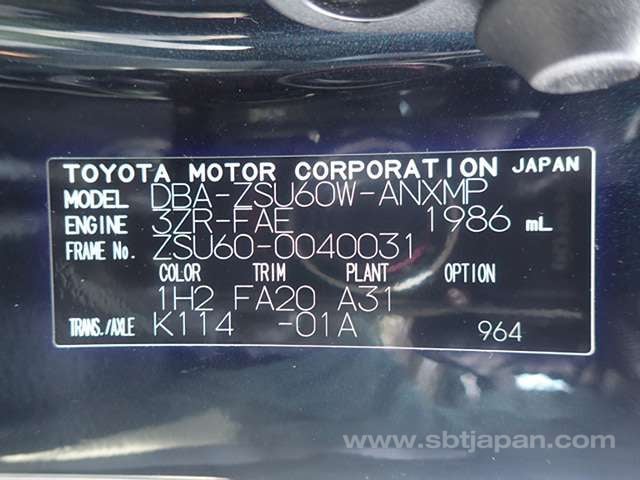 TOYOTA MOTOR CORPORATION JAPAN
MODEL DBA-ZSU60W-ANXMP
ENGINE 3ZR-FAE 1986 mL
FRAME No. ZSU60-0040031
COLOR TRIM PLANT OPTION
1H2 FA20 A31
TRANS./AXLE K114 -01A 964
www.sbtjapan.com